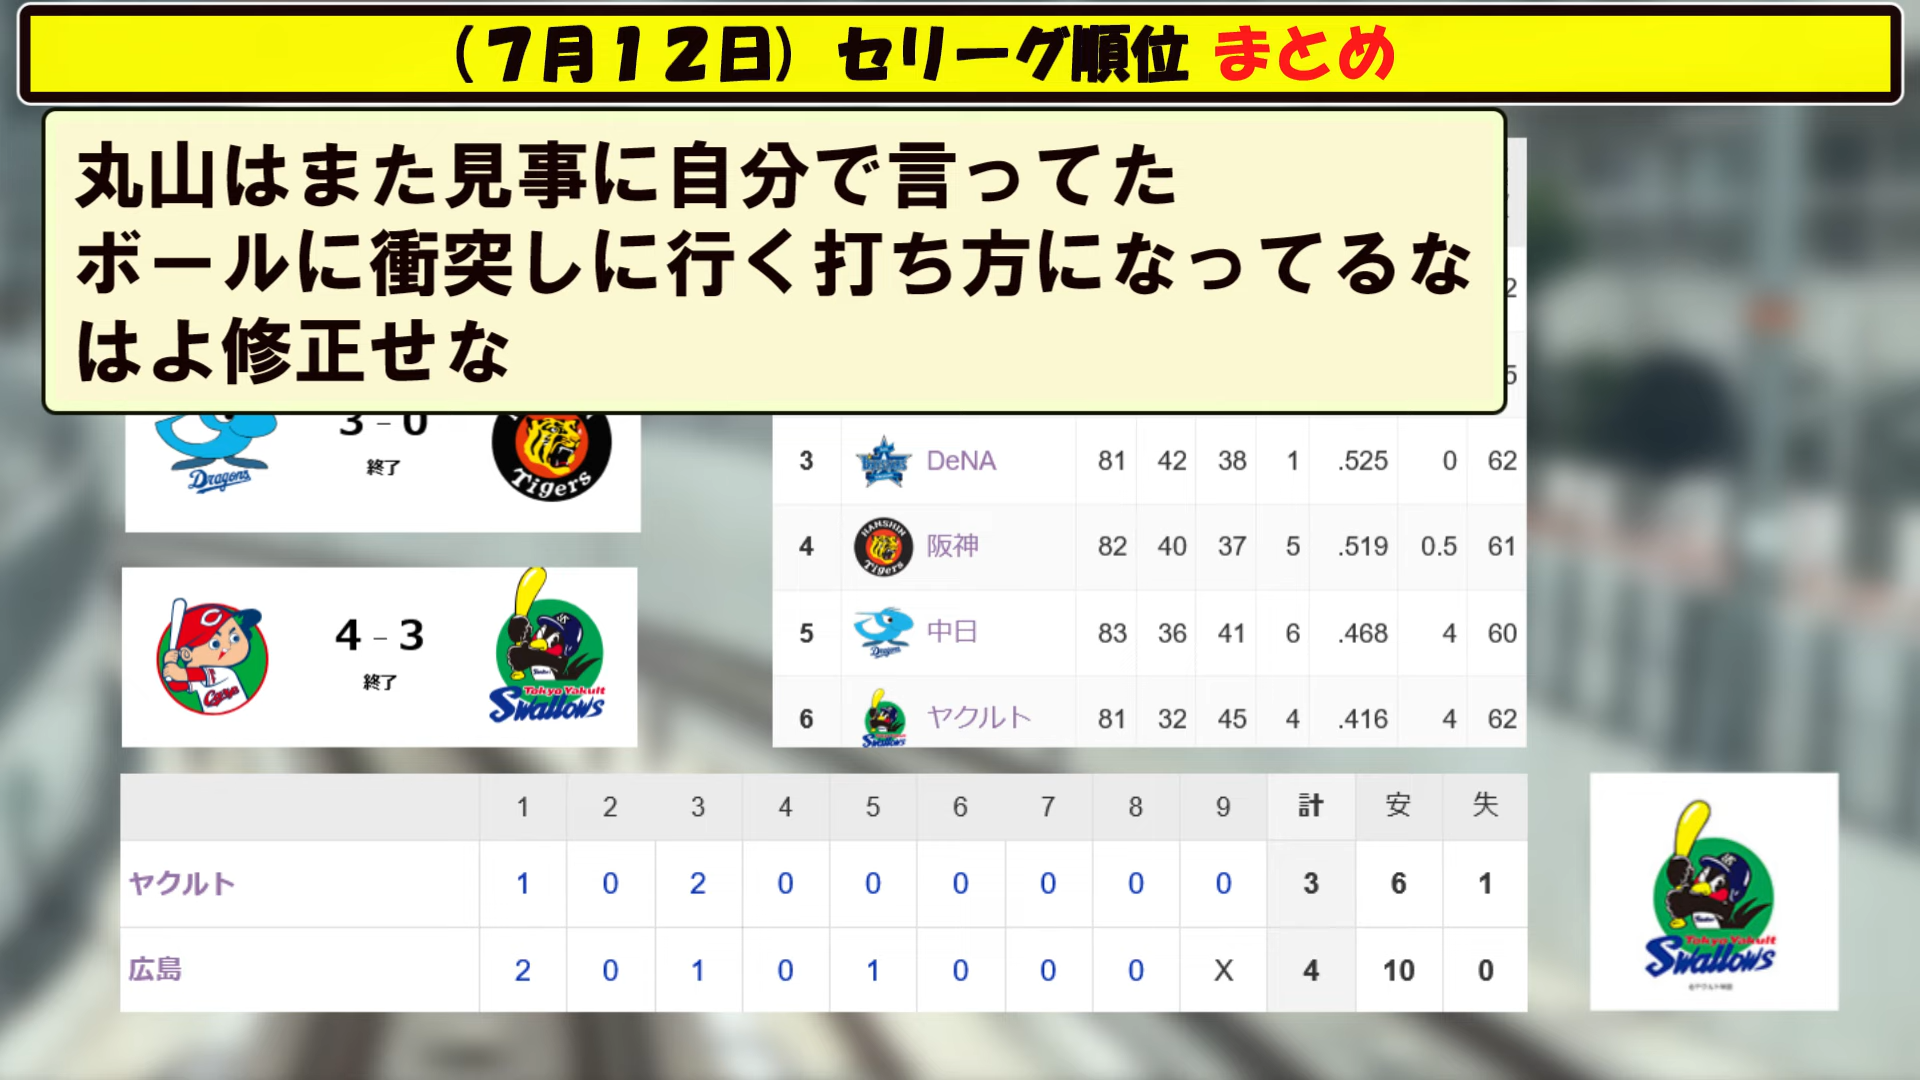 （７月１２日）セリーグ順位 まとめ
丸山はまた見事に自分で言ってた
ボールに衝突しに行く打ち方になってるな
はよ修正せな
2
5
3 - 0
終了
Dragons
Tigers
4 - 3
終了
Carp
Tokyo Yakult
Swallows
3 DeNA 81 42 38 1 .525 0 62
4 HANSHIN Tigers 阪神 82 40 37 5 .519 0.5 61
5 Dragons 中日 83 36 41 6 .468 4 60
6 Swallows ヤクルト 81 32 45 4 .416 4 62
1 2 3 4 5 6 7 8 9 計 安 失
ヤクルト 1 0 2 0 0 0 0 0 0 3 6 1
広島 2 0 1 0 1 0 0 0 X 4 10 0
Tokyo Yakult
Swallows